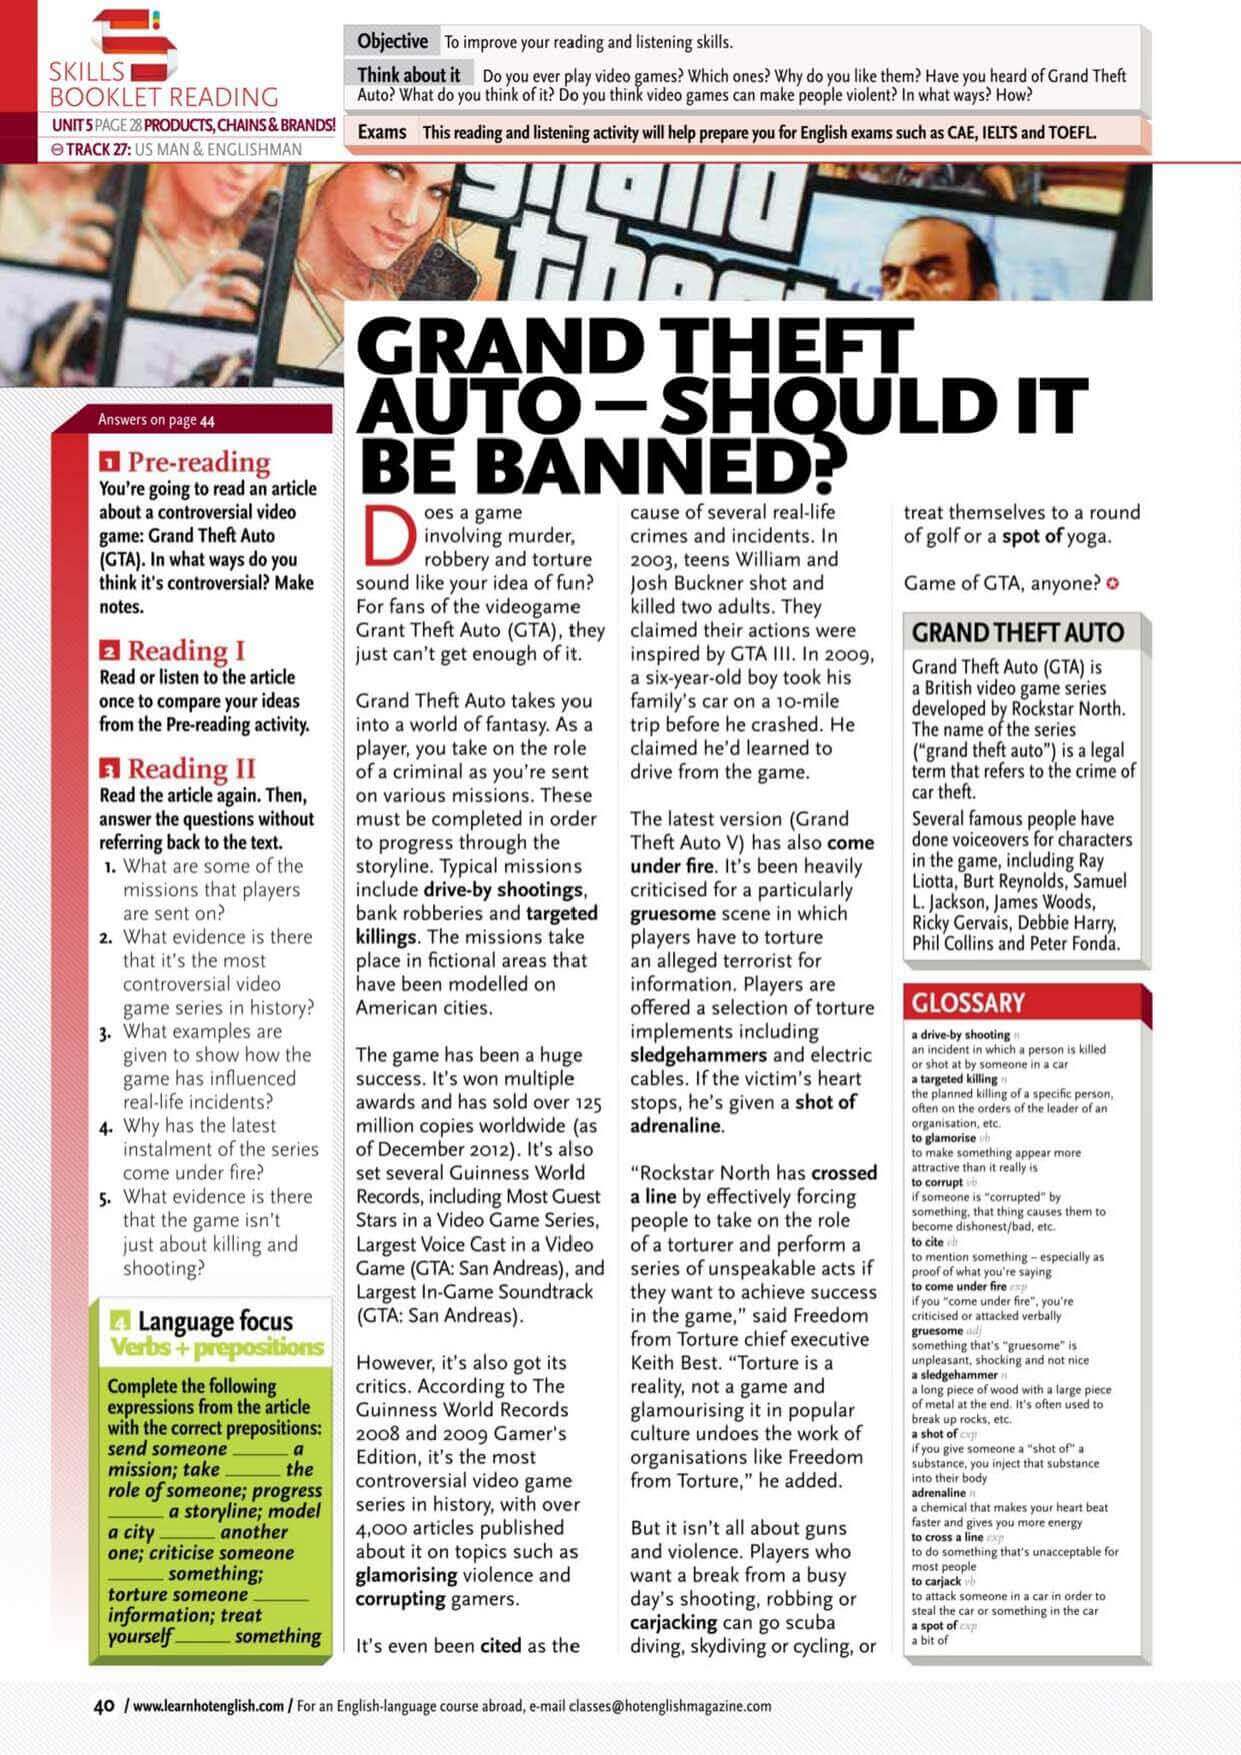 SKILLS
BOOKLET READING
UNIT 5 PAGE 28 PRODUCTS, CHAINS & BRANDS!
TRACK 27: US MAN & ENGLISHMAN
Objective To improve your reading and listening skills.
Think about it Do you ever play video games? Which ones? Why do you like them? Have you heard of Grand Theft
Auto? What do you think of it? Do you think video games can make people violent? In what ways? How?
Exams This reading and listening activity will help prepare you for English exams such as CAE, IELTS and TOEFL.
grand
theft
GRAND THEFT
AUTO – SHOULD IT
BE BANNED?
Answers on page 44
1 Pre-reading
You're going to read an article
about a controversial video
game: Grand Theft Auto
(GTA). In what ways do you
think it's controversial? Make
notes.
2 Reading I
Read or listen to the article
once to compare your ideas
from the Pre-reading activity.
3 Reading II
Read the article again. Then,
answer the questions without
referring back to the text.
1. What are some of the
missions that players
are sent on?
2. What evidence is there
that it's the most
controversial video
game series in history?
3. What examples are
given to show how the
game has influenced
real-life incidents?
4. Why has the latest
instalment of the series
come under fire?
5. What evidence is there
that the game isn't
just about killing and
shooting?
4 Language focus
Verbs + prepositions
Complete the following
expressions from the article
with the correct prepositions:
send someone ______ a
mission; take ______ the
role of someone; progress
______ a storyline; model
a city ______ another
one; criticise someone
______ something;
torture someone ______
information; treat
yourself ______ something
Does a game
involving murder,
robbery and torture
sound like your idea of fun?
For fans of the videogame
Grant Theft Auto (GTA), they
just can't get enough of it.
Grand Theft Auto takes you
into a world of fantasy. As a
player, you take on the role
of a criminal as you're sent
on various missions. These
must be completed in order
to progress through the
storyline. Typical missions
include drive-by shootings,
bank robberies and targeted
killings. The missions take
place in fictional areas that
have been modelled on
American cities.
The game has been a huge
success. It's won multiple
awards and has sold over 125
million copies worldwide (as
of December 2012). It's also
set several Guinness World
Records, including Most Guest
Stars in a Video Game Series,
Largest Voice Cast in a Video
Game (GTA: San Andreas), and
Largest In-Game Soundtrack
(GTA: San Andreas).
However, it's also got its
critics. According to The
Guinness World Records
2008 and 2009 Gamer's
Edition, it's the most
controversial video game
series in history, with over
4,000 articles published
about it on topics such as
glamorising violence and
corrupting gamers.
It's even been cited as the
cause of several real-life
crimes and incidents. In
2003, teens William and
Josh Buckner shot and
killed two adults. They
claimed their actions were
inspired by GTA III. In 2009,
a six-year-old boy took his
family's car on a 10-mile
trip before he crashed. He
claimed he'd learned to
drive from the game.
The latest version (Grand
Theft Auto V) has also come
under fire. It's been heavily
criticised for a particularly
gruesome scene in which
players have to torture
an alleged terrorist for
information. Players are
offered a selection of torture
implements including
sledgehammers and electric
cables. If the victim's heart
stops, he's given a shot of
adrenaline.
“Rockstar North has crossed
a line by effectively forcing
people to take on the role
of a torturer and perform a
series of unspeakable acts if
they want to achieve success
in the game,” said Freedom
from Torture chief executive
Keith Best. “Torture is a
reality, not a game and
glamourising it in popular
culture undoes the work of
organisations like Freedom
from Torture,” he added.
But it isn't all about guns
and violence. Players who
want a break from a busy
day's shooting, robbing or
carjacking can go scuba
diving, skydiving or cycling, or
treat themselves to a round
of golf or a spot of yoga.
Game of GTA, anyone?
GRAND THEFT AUTO
Grand Theft Auto (GTA) is
a British video game series
developed by Rockstar North.
The name of the series
(“grand theft auto”) is a legal
term that refers to the crime of
car theft.
Several famous people have
done voiceovers for characters
in the game, including Ray
Liotta, Burt Reynolds, Samuel
L. Jackson, James Woods,
Ricky Gervais, Debbie Harry,
Phil Collins and Peter Fonda.
GLOSSARY
a drive-by shooting n
an incident in which a person is killed
or shot at by someone in a car
a targeted killing n
the planned killing of a specific person,
often on the orders of the leader of an
organisation, etc.
to glamorise vb
to make something appear more
attractive than it really is
to corrupt vb
if someone is “corrupted” by
something, that thing causes them to
become dishonest/bad, etc.
to cite vb
to mention something – especially as
proof of what you're saying
to come under fire exp
if you “come under fire”, you're
criticised or attacked verbally
gruesome adj
something that's “gruesome” is
unpleasant, shocking and not nice
a sledgehammer n
a long piece of wood with a large piece
of metal at the end. It's often used to
break up rocks, etc.
a shot of exp
if you give someone a “shot of” a
substance, you inject that substance
into their body
adrenaline n
a chemical that makes your heart beat
faster and gives you more energy
to cross a line exp
to do something that's unacceptable for
most people
to carjack vb
to attack someone in a car in order to
steal the car or something in the car
a spot of exp
a bit of
40 / www.learnhotenglish.com / For an English-language course abroad, e-mail classes@hotenglishmagazine.com